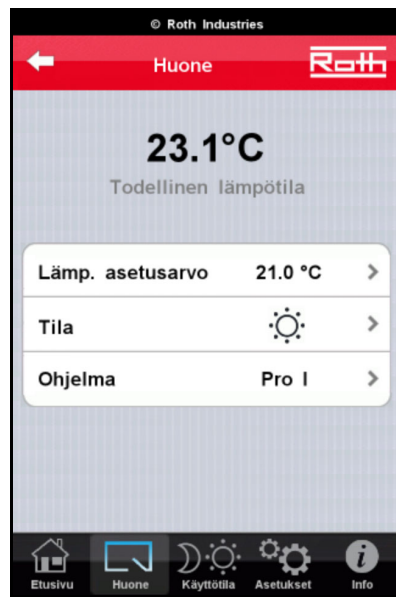 © Roth Industries
Huone Roth
23.1°C
Todellinen lämpötila
Lämp. asetusarvo 21.0 °C
Tila
Ohjelma Pro I
Etusivu Huone Käyttötila Asetukset Info